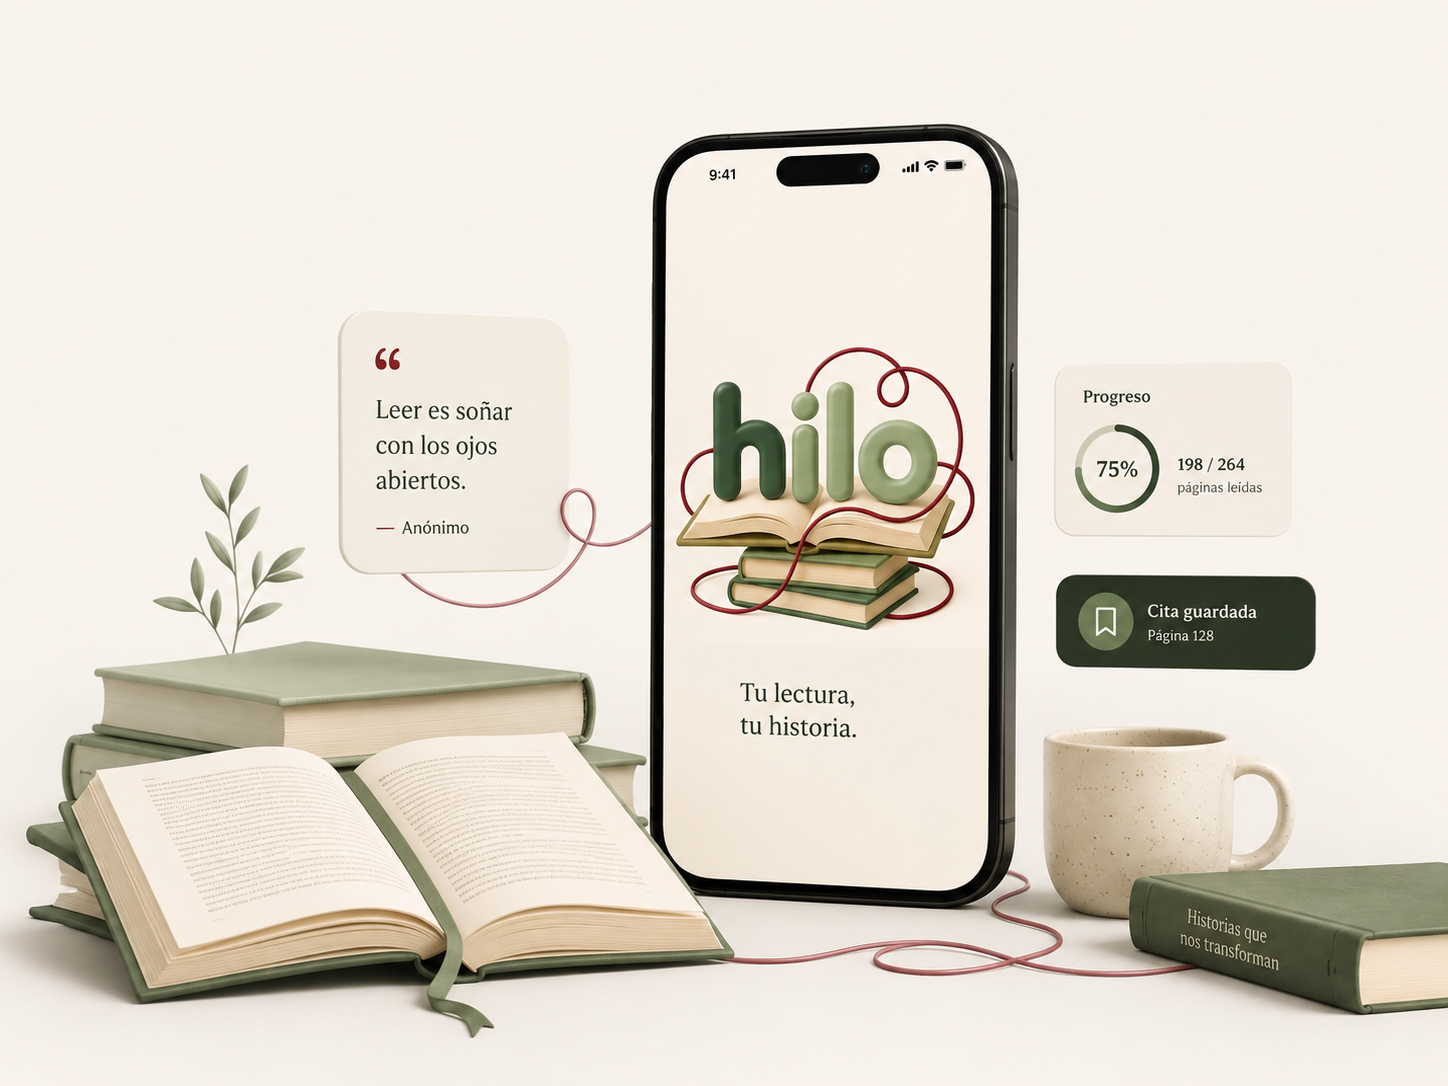 9:41
“
Leer es soñar
con los ojos
abiertos.
— Anónimo
hilo
Tu lectura,
tu historia.
Progreso
75%
198 / 264
páginas leídas
Cita guardada
Página 128
Historias que
nos transforman